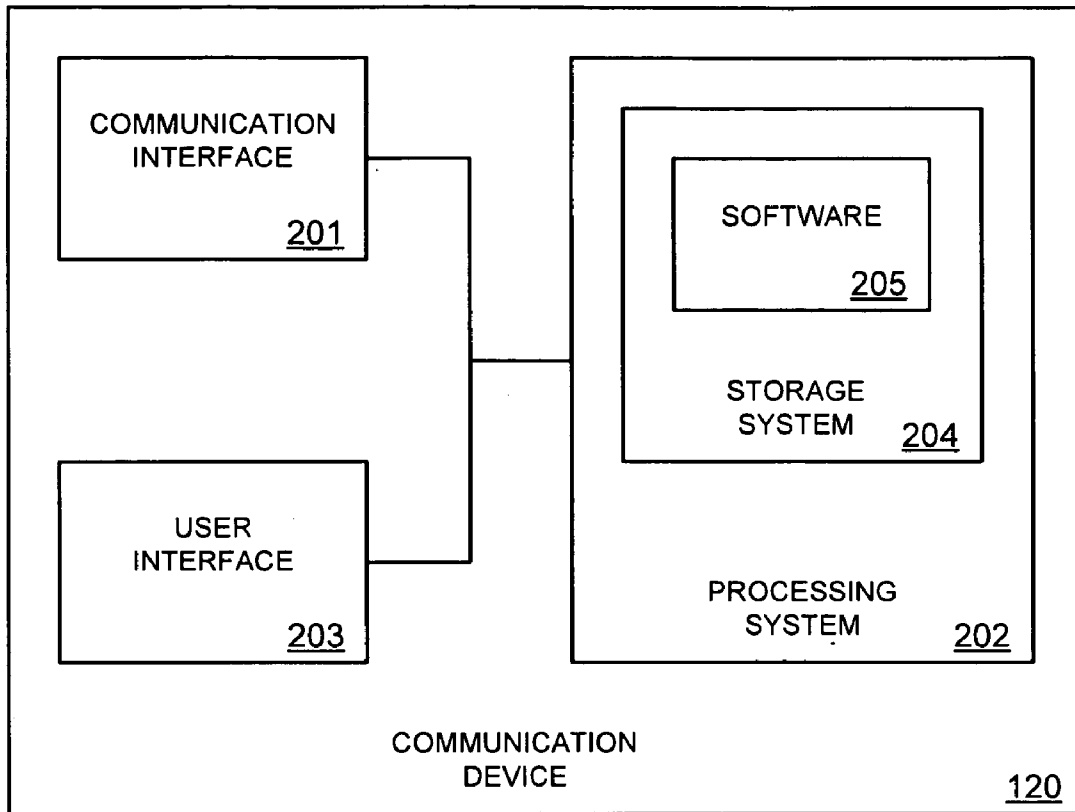 COMMUNICATION
INTERFACE
201
SOFTWARE
205
STORAGE
SYSTEM
204
USER
INTERFACE
203
PROCESSING
SYSTEM
202
COMMUNICATION
DEVICE
120